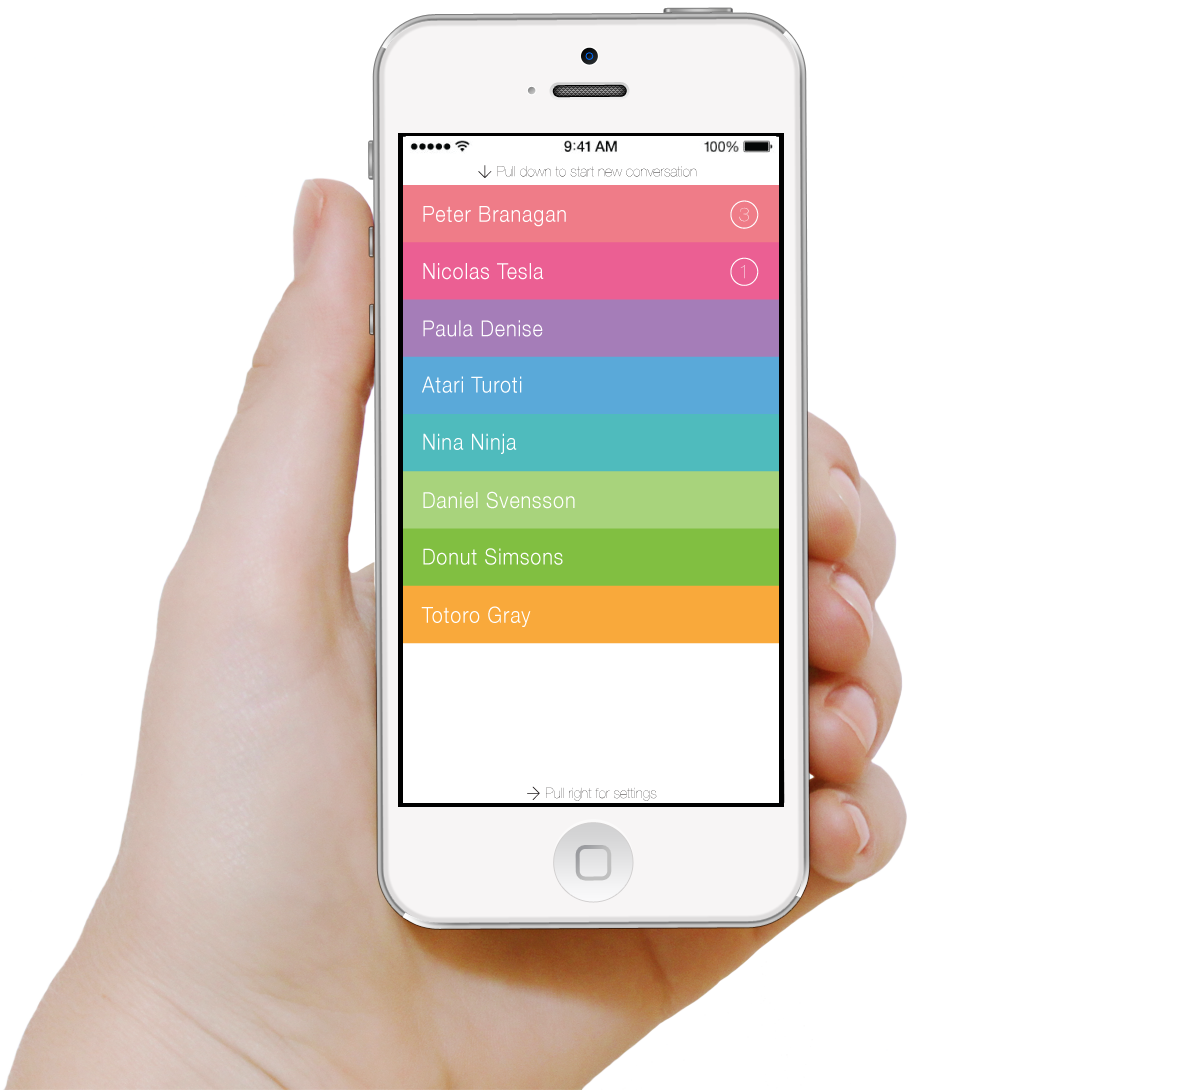 9:41 AM
100%
Pull down to start new conversation
Peter Branagan
3
Nicolas Tesla
1
Paula Denise
Atari Turoti
Nina Ninja
Daniel Svensson
Donut Simsons
Totoro Gray
Pull right for settings